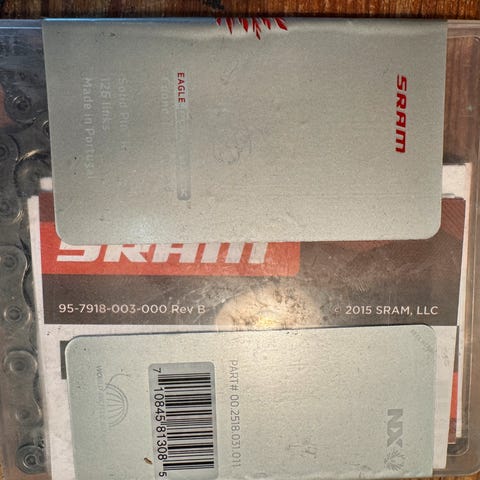 SRAM
EAGLE
Solid
126 links
Made in Portugal
SRAM
95-7918-003-000 Rev B
© 2015 SRAM, LLC
PART# 00.2518.031.011
NX
7 10845 81308 5